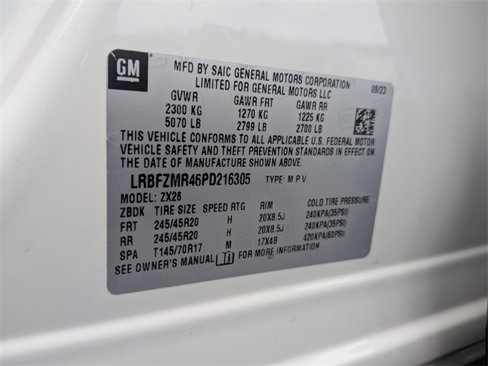 GM
MFD BY SAIC GENERAL MOTORS CORPORATION
LIMITED FOR GENERAL MOTORS LLC
09/23
GVWR GAWR FRT GAWR RR
2300 KG 1270 KG 1225 KG
5070 LB 2799 LB 2700 LB
THIS VEHICLE CONFORMS TO ALL APPLICABLE U.S. FEDERAL MOTOR
VEHICLE SAFETY, BUMPER, AND THEFT PREVENTION STANDARDS IN EFFECT ON THE
DATE OF MANUFACTURE SHOWN ABOVE.
LRBFZMR46PD216305 TYPE: M P V
MODEL: ZX26
ZBDK TIRE SIZE SPEED RTG RIM COLD TIRE PRESSURE
FRT 245/45R20 H 20X8.5J 240KPA(35PSI)
RR 245/45R20 H 20X8.5J 240KPA(35PSI)
SPA T145/70R17 M 17X4B 420KPA(60PSI)
SEE OWNER'S MANUAL FOR MORE INFORMATION